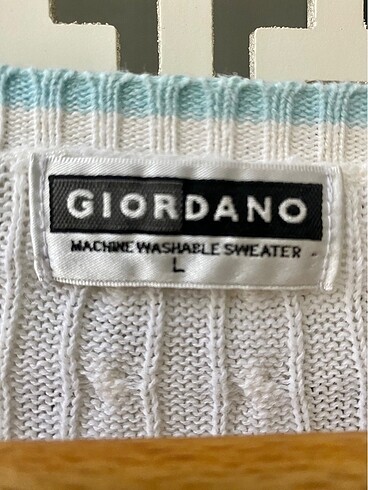 GIORDANO
MACHINE WASHABLE SWEATER
L